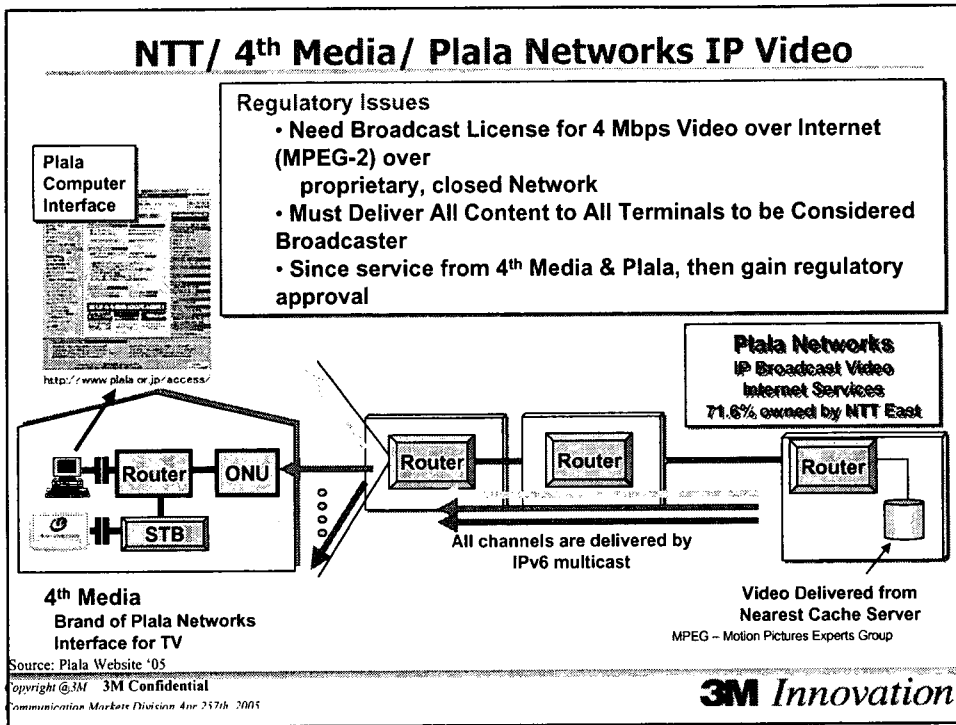 NTT/ 4th Media/ Plala Networks IP Video
Regulatory Issues
• Need Broadcast License for 4 Mbps Video over Internet
(MPEG-2) over
proprietary, closed Network
• Must Deliver All Content to All Terminals to be Considered
Broadcaster
• Since service from 4th Media & Plala, then gain regulatory
approval
Plala
Computer
Interface
http://www.plala.or.jp/access/
Plala Networks
IP Broadcast Video
Internet Services
71.6% owned by NTT East
Router
ONU
STB
Router
Router
Router
All channels are delivered by
IPv6 multicast
4th Media
Brand of Plala Networks
Interface for TV
Video Delivered from
Nearest Cache Server
MPEG – Motion Pictures Experts Group
Source: Plala Website '05
Copyright @3M 3M Confidential
Communication Markets Division Apr 257th, 2005
3M Innovation